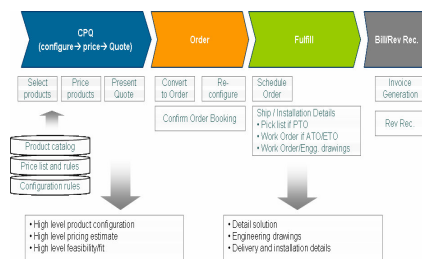 CPQ
(configure→ price→ Quote)
Order
Fulfill
Bill/Rev Rec.
Select
products
Price
products
Present
Quote
Convert
to Order
Re-
configure
Schedule
Order
Invoice
Generation
Confirm Order Booking
Ship / Installation Details
• Pick list if PTO
• Work Order if ATO/ETO
• Work Order/Engg. drawings
Rev Rec.
Product catalog
Price list and rules
Configuration rules
• High level product configuration
• High level pricing estimate
• High level feasibility/fit
• Detail solution
• Engineering drawings
• Delivery and installation details